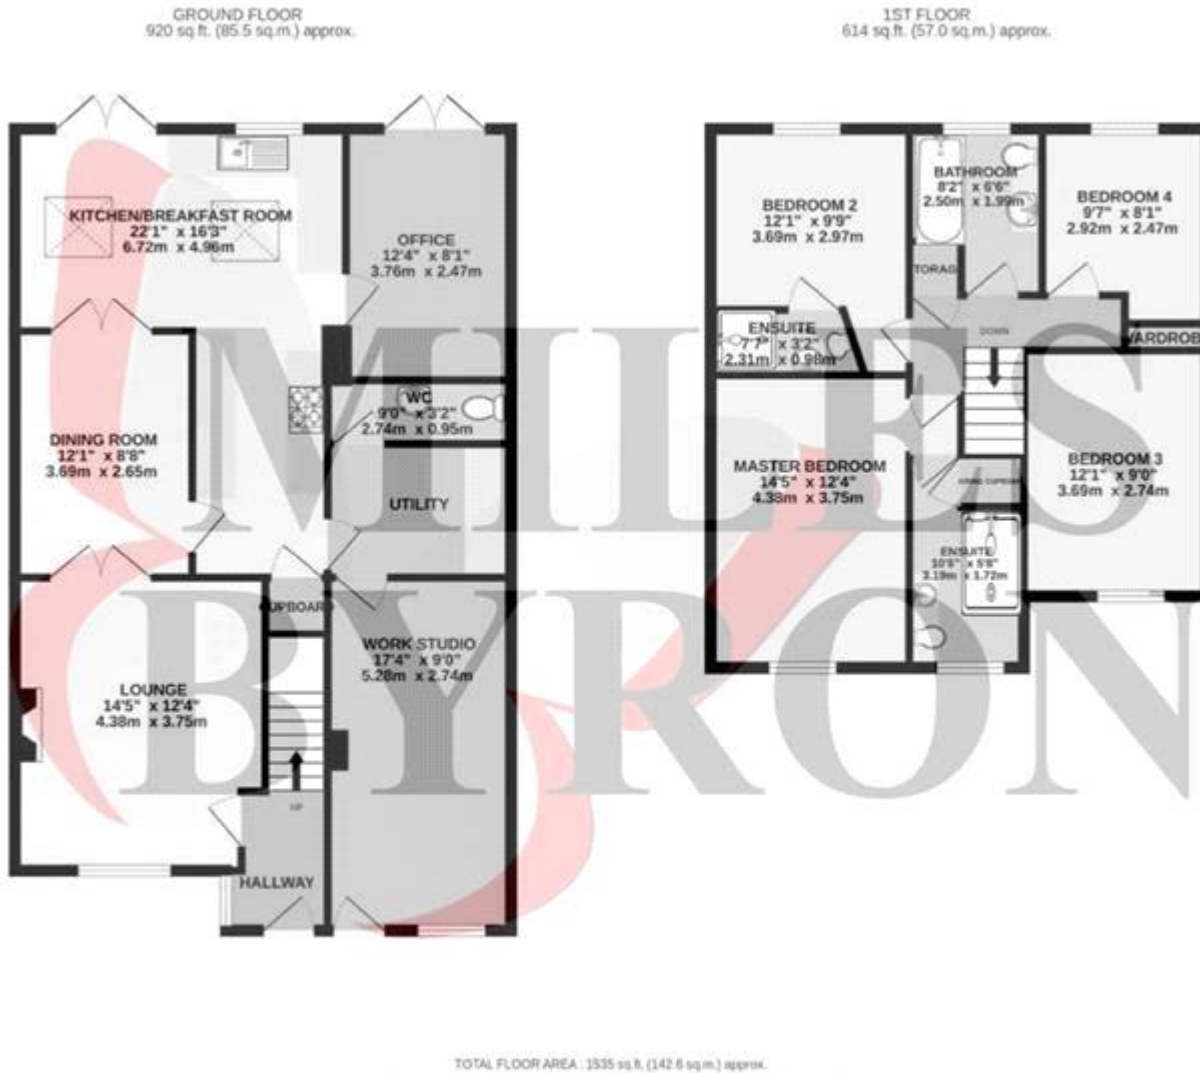 GROUND FLOOR
920 sq.ft. (85.5 sq.m.) approx.
KITCHEN/BREAKFAST ROOM
22'1" x 16'3"
6.72m x 4.96m
OFFICE
12'4" x 8'1"
3.76m x 2.47m
DINING ROOM
12'1" x 8'8"
3.69m x 2.65m
WC
9'0" x 3'2"
2.74m x 0.95m
UTILITY
CUPBOARD
WORK STUDIO
17'4" x 9'0"
5.28m x 2.74m
LOUNGE
14'5" x 12'4"
4.38m x 3.75m
UP
HALLWAY
1ST FLOOR
614 sq.ft. (57.0 sq.m.) approx.
BEDROOM 2
12'1" x 9'9"
3.69m x 2.97m
BATHROOM
8'2" x 6'6"
2.50m x 1.99m
BEDROOM 4
9'7" x 8'1"
2.92m x 2.47m
TORAG
DOWN
ENSUITE
7'7" x 3'2"
2.31m x 0.98m
WARDROB
MASTER BEDROOM
14'5" x 12'4"
4.38m x 3.75m
BEDROOM 3
12'1" x 9'0"
3.69m x 2.74m
CUPBOARD
ENSUITE
10'6" x 5'8"
3.19m x 1.72m
MILES
BYRON
TOTAL FLOOR AREA : 1535 sq.ft. (142.6 sq.m.) approx.